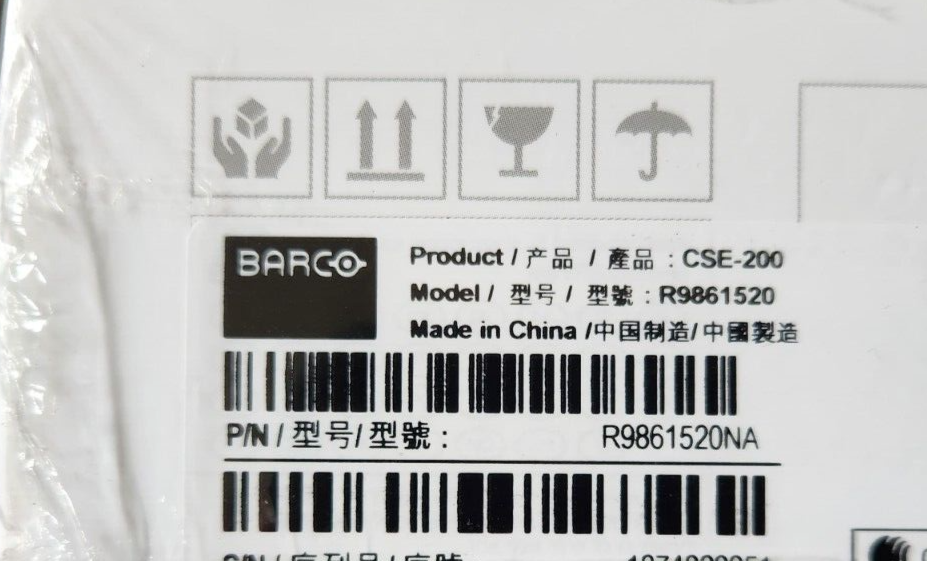 BARCO
Product / 产品 / 產品 : CSE-200
Model / 型号 / 型號 : R9861520
Made in China /中国制造/中國製造
P/N / 型号/ 型號 :
R9861520NA